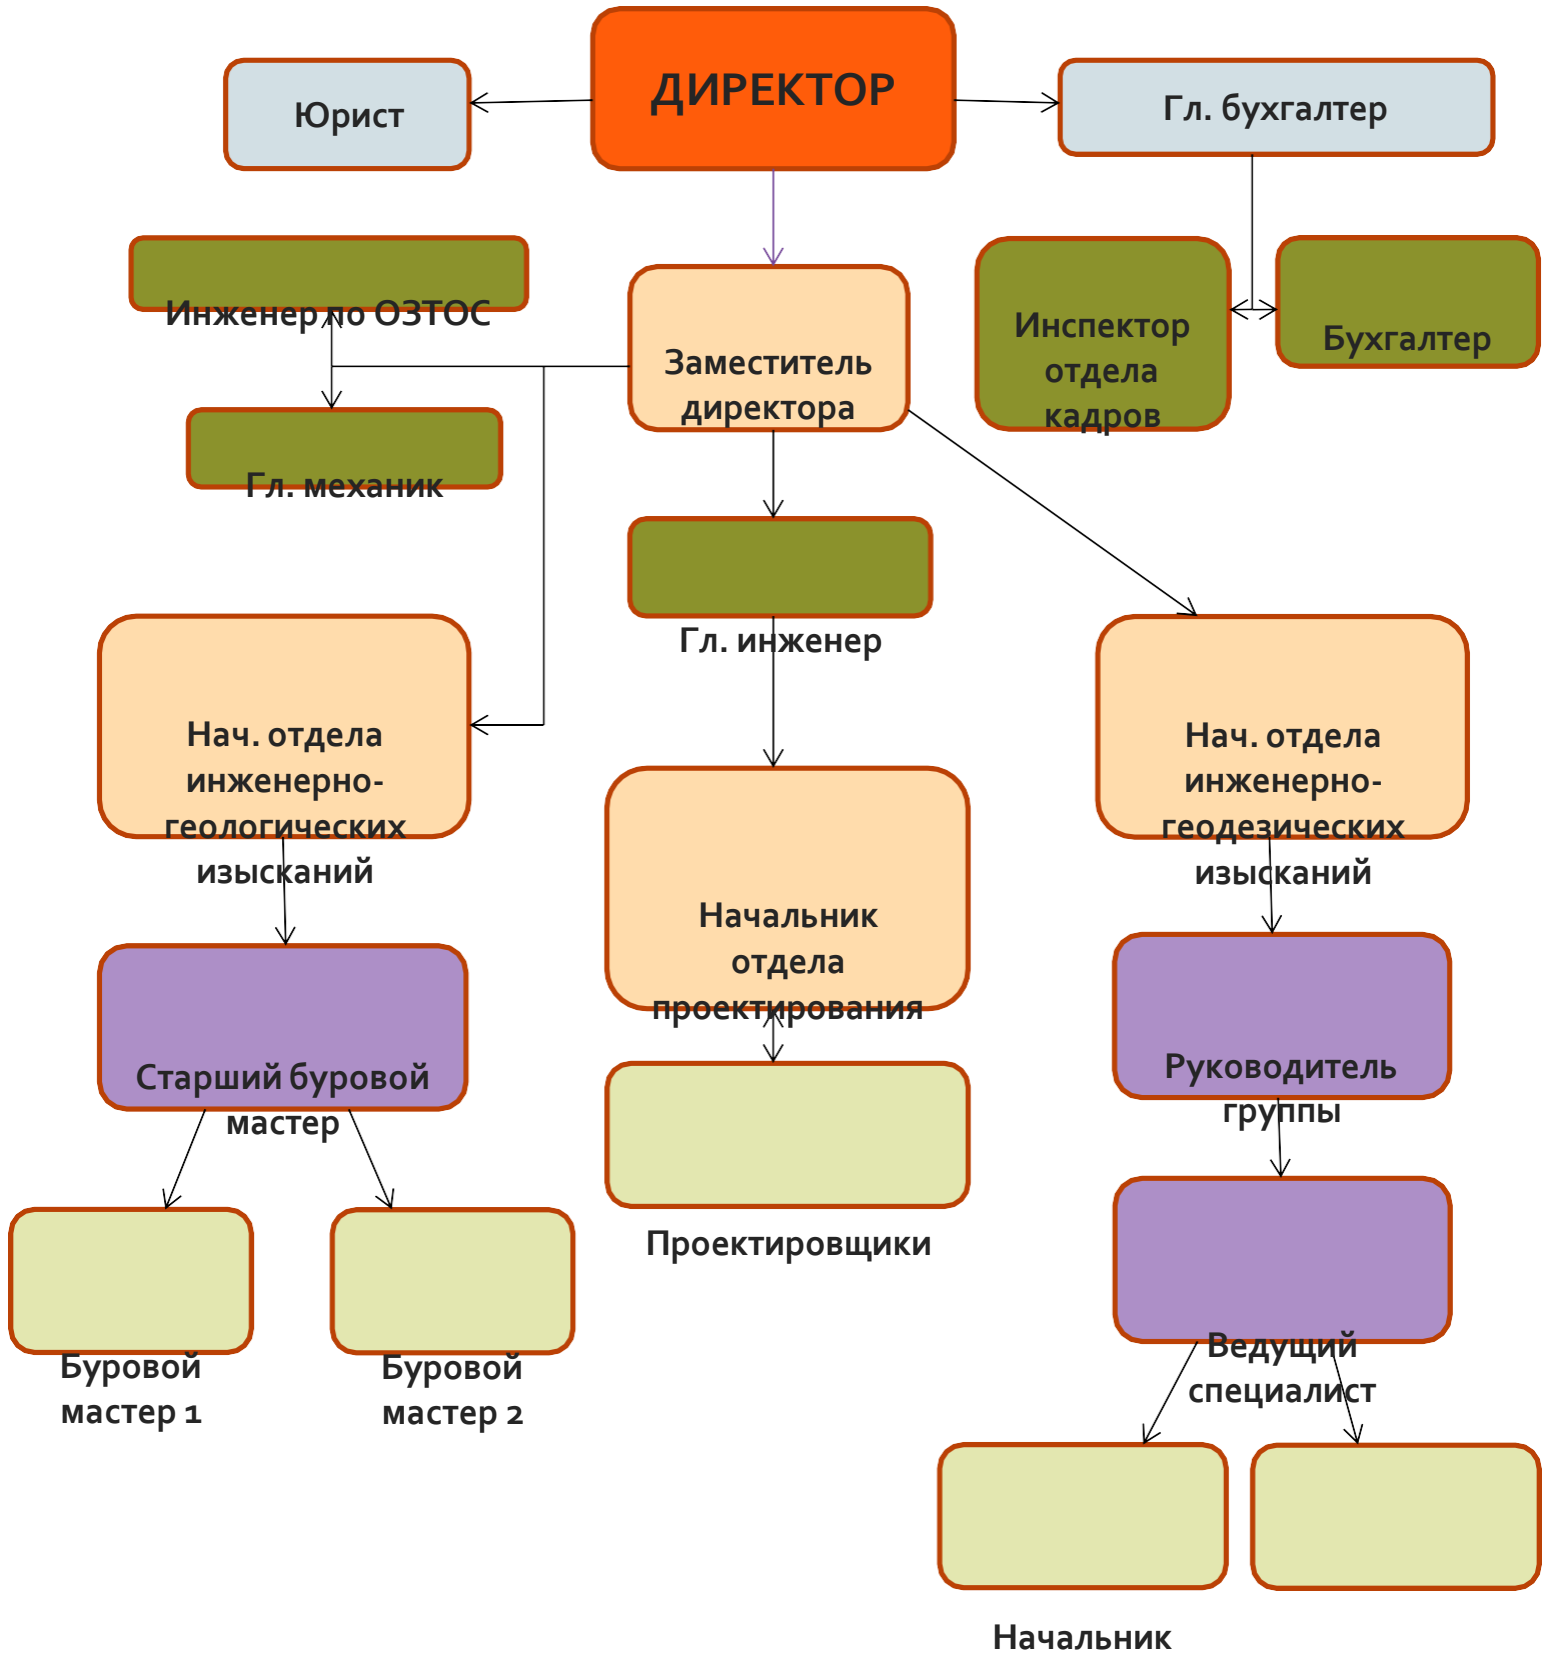 ДИРЕКТОР
Юрист
Гл. бухгалтер
Инженер по ОЗТОС
Заместитель
директора
Инспектор
отдела
кадров
Бухгалтер
Гл. механик
Гл. инженер
Нач. отдела
инженерно-
геологических
изысканий
Нач. отдела
инженерно-
геодезических
изысканий
Начальник
отдела
проектирования
Старший буровой
мастер
Руководитель
группы
Проектировщики
Буровой
мастер 1
Буровой
мастер 2
Ведущий
специалист
Начальник